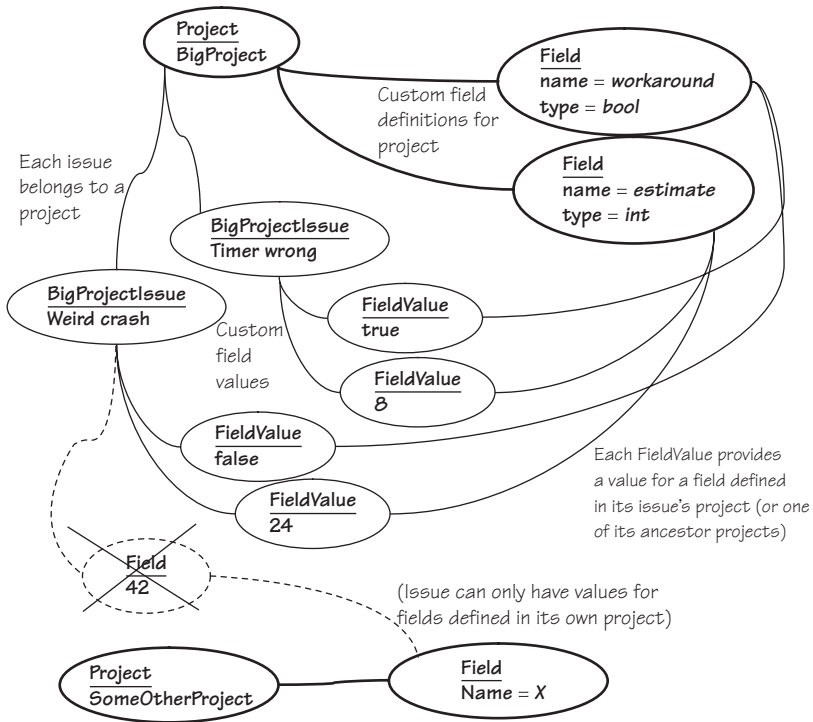 Project
BigProject
Field
name = workaround
type = bool
Custom field
definitions for
project
Field
name = estimate
type = int
Each issue
belongs to a
project
BigProjectIssue
Timer wrong
BigProjectIssue
Weird crash
FieldValue
true
Custom
field
values
FieldValue
8
FieldValue
false
Each FieldValue provides
a value for a field defined
in its issue's project (or one
of its ancestor projects)
FieldValue
24
Field
42
(Issue can only have values for
fields defined in its own project)
Project
SomeOtherProject
Field
Name = X